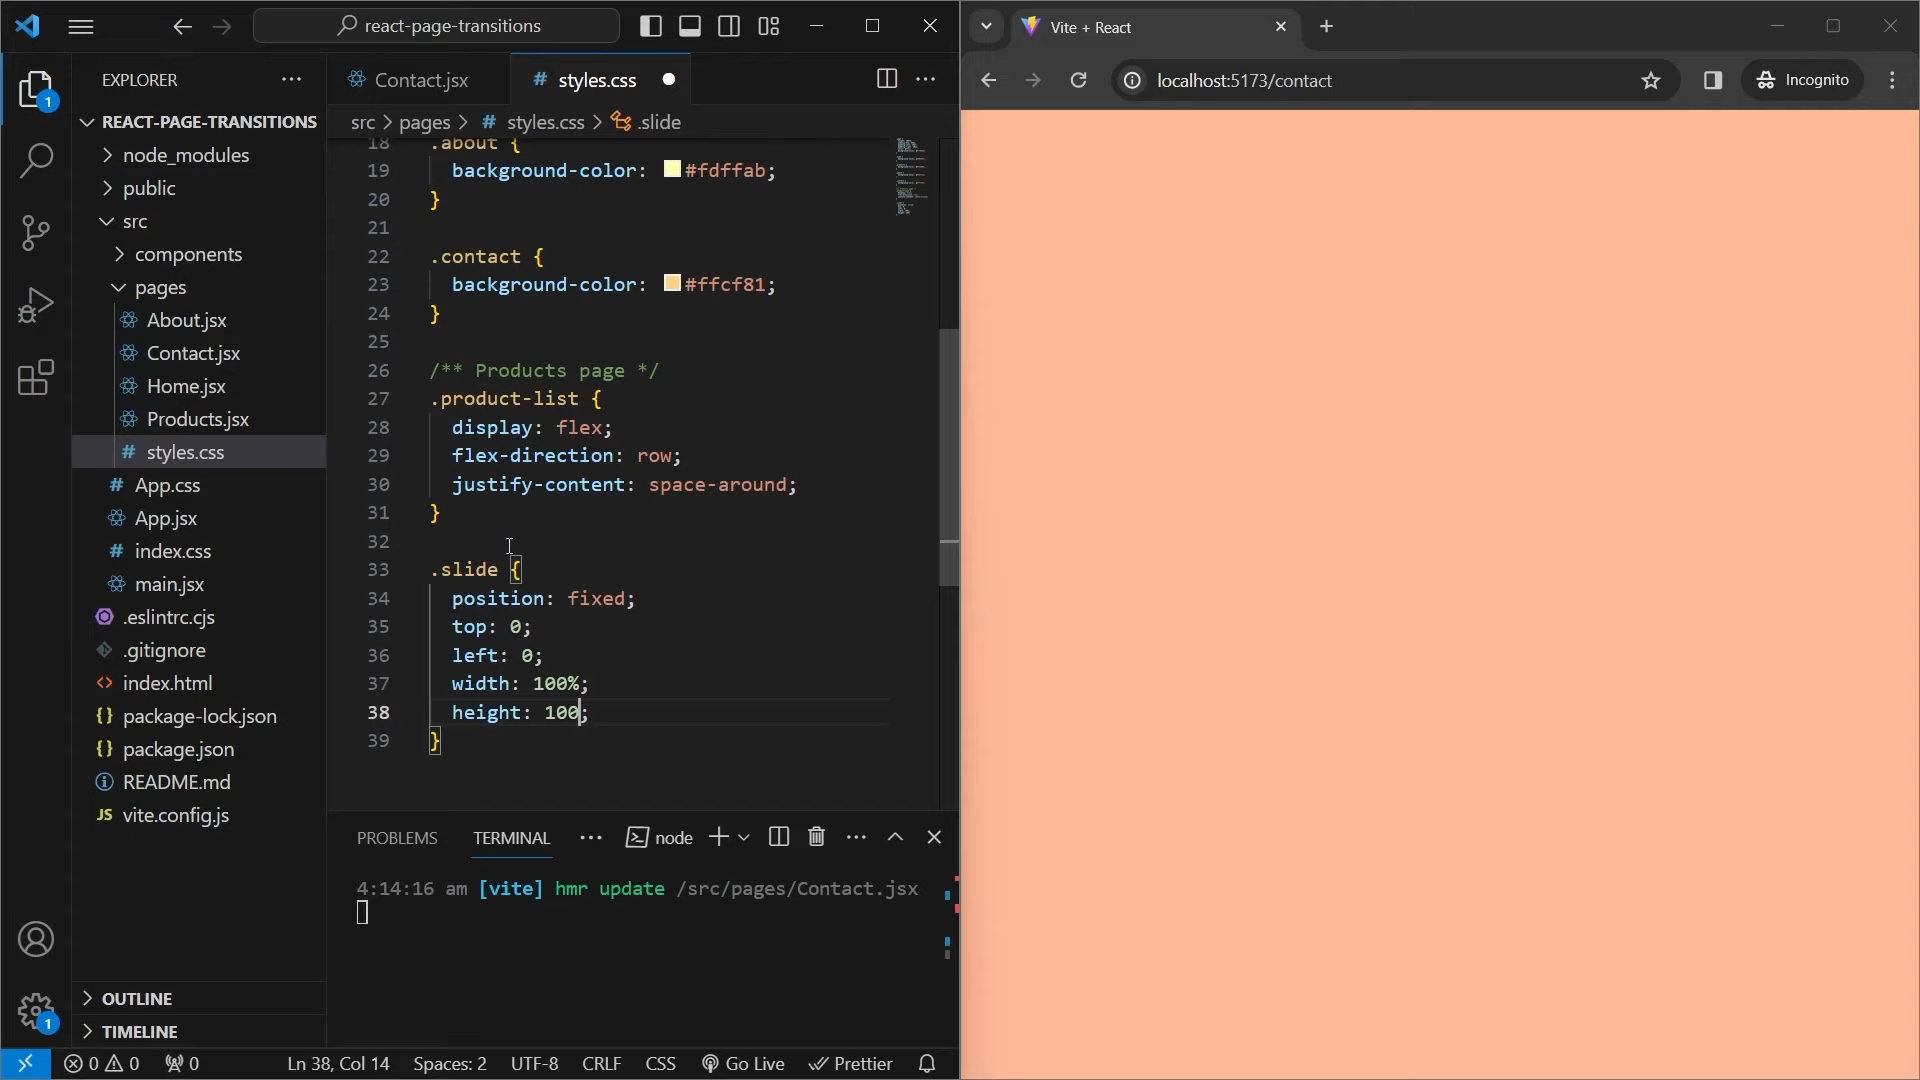 react-page-transitions
EXPLORER
REACT-PAGE-TRANSITIONS
node_modules
public
src
components
pages
About.jsx
Contact.jsx
Home.jsx
Products.jsx
# styles.css
# App.css
App.jsx
# index.css
main.jsx
.eslintrc.cjs
.gitignore
<> index.html
{} package-lock.json
{} package.json
README.md
JS vite.config.js
OUTLINE
TIMELINE
1
1
Contact.jsx
# styles.css
src > pages > # styles.css > .slide
18 .about {
19 background-color: #fdffab;
20 }
21
22 .contact {
23 background-color: #ffcf81;
24 }
25
26 /** Products page */
27 .product-list {
28 display: flex;
29 flex-direction: row;
30 justify-content: space-around;
31 }
32
33 .slide {
34 position: fixed;
35 top: 0;
36 left: 0;
37 width: 100%;
38 height: 100;
39 }
PROBLEMS TERMINAL node
4:14:16 am [vite] hmr update /src/pages/Contact.jsx
0 0 0 Ln 38, Col 14 Spaces: 2 UTF-8 CRLF CSS Go Live Prettier
Vite + React
localhost:5173/contact
Incognito